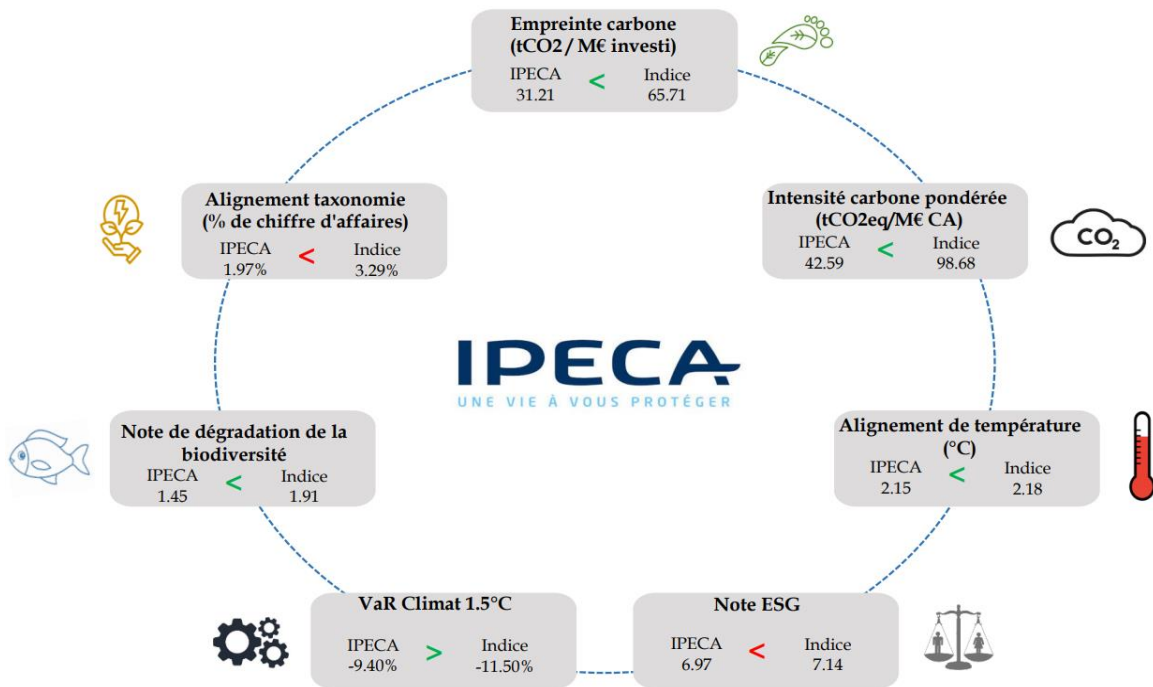 Empreinte carbone
(tCO2 / M€ investi)
IPECA < Indice
31.21 65.71
Alignement taxonomie
(% de chiffre d'affaires)
IPECA < Indice
1.97% 3.29%
Intensité carbone pondérée
(tCO2eq/M€ CA)
IPECA < Indice
42.59 98.68
CO2
IPECA
UNE VIE À VOUS PROTÉGER
Note de dégradation de la
biodiversité
IPECA < Indice
1.45 1.91
Alignement de température
(°C)
IPECA < Indice
2.15 2.18
VaR Climat 1.5°C
IPECA > Indice
-9.40% -11.50%
Note ESG
IPECA < Indice
6.97 7.14